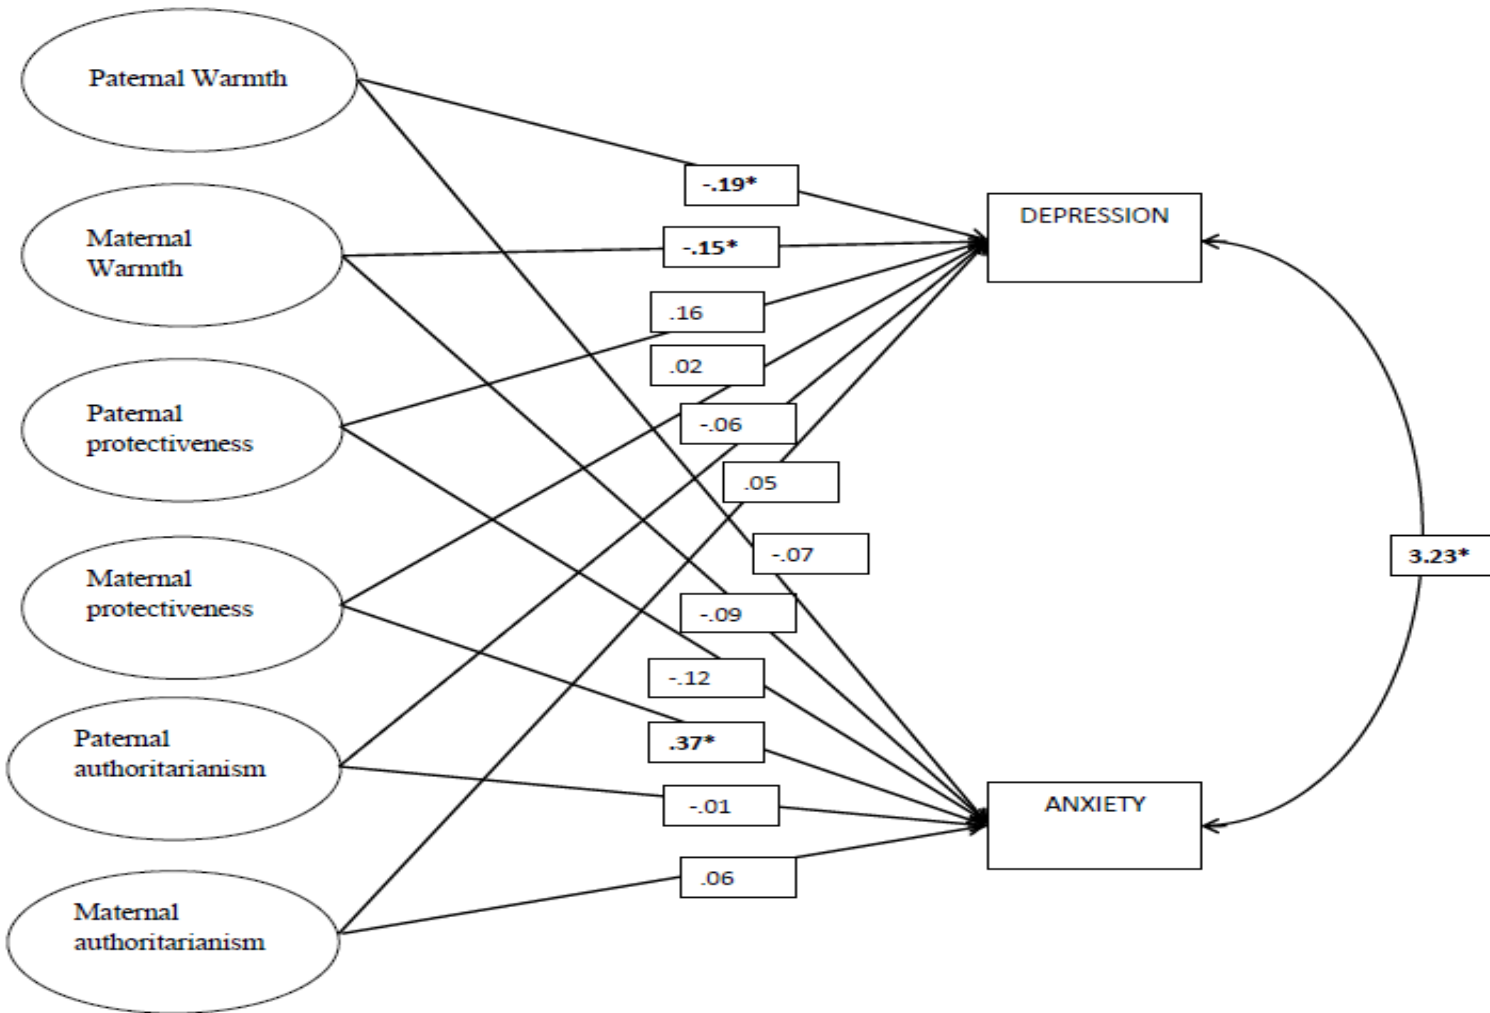 Paternal Warmth
-.19*
DEPRESSION
Maternal
Warmth
-.15*
.16
.02
Paternal
protectiveness
-.06
.05
-.07
3.23*
Maternal
protectiveness
-.09
-.12
.37*
Paternal
authoritarianism
-.01
ANXIETY
.06
Maternal
authoritarianism